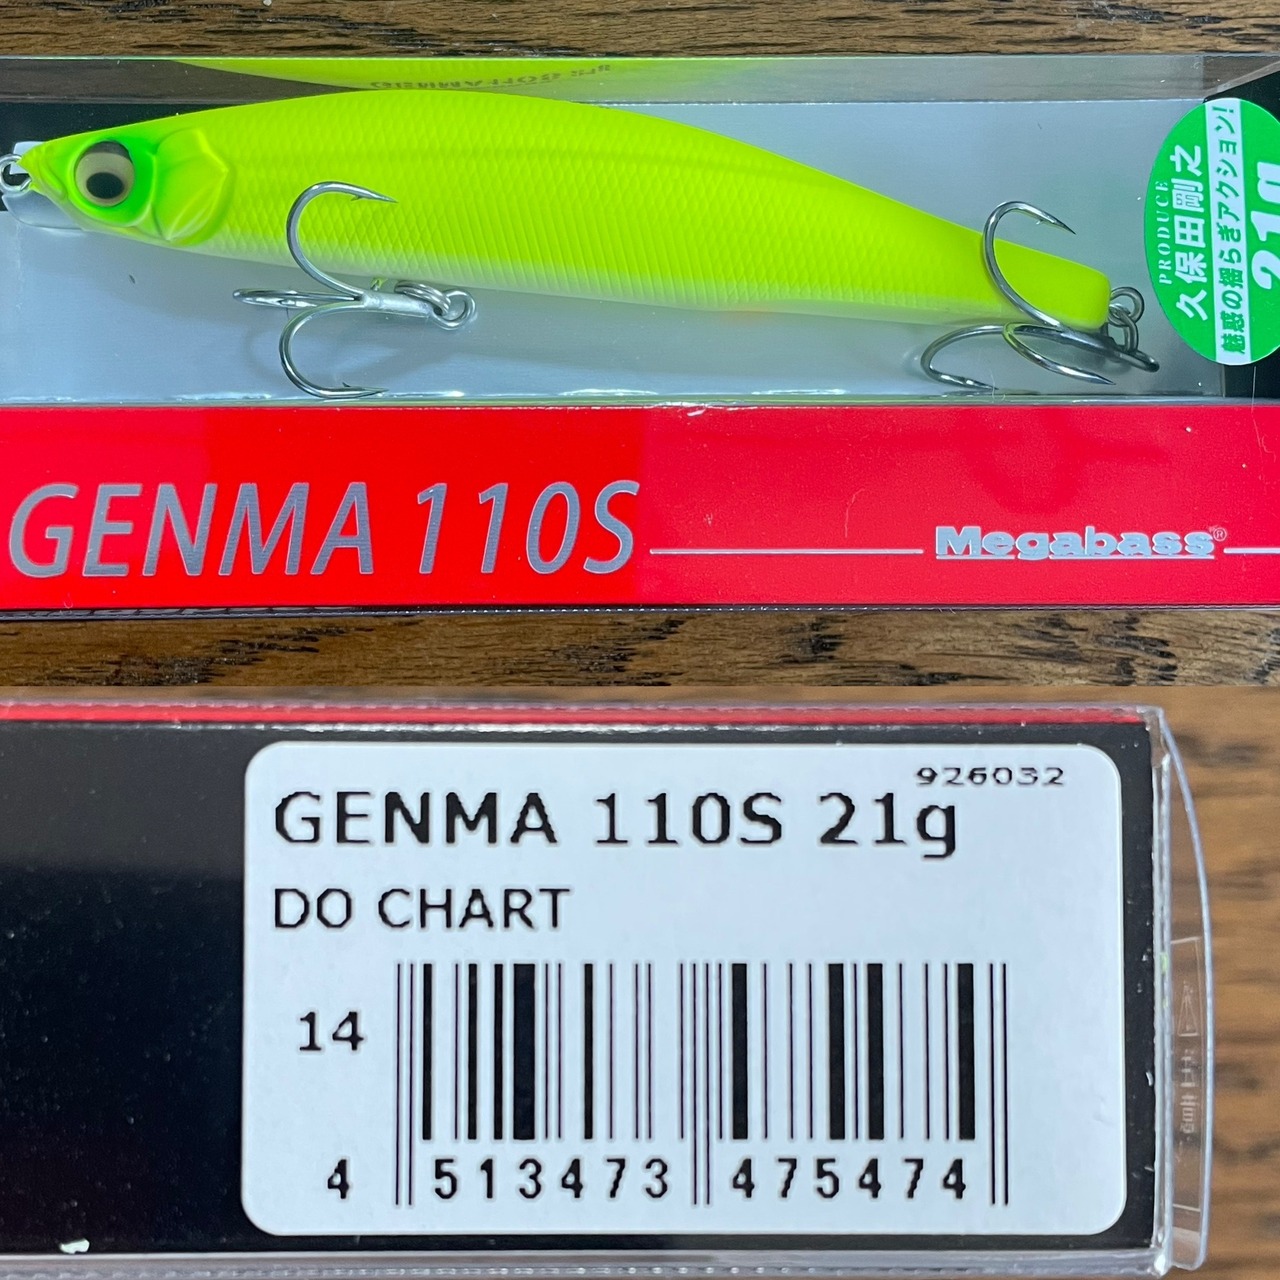 PRODUCE
久保田剛之
魅惑の揺らぎアクション!
21g
GENMA 110S
Megabass®
926032
GENMA 110S 21g
DO CHART
14
4 513473 475474